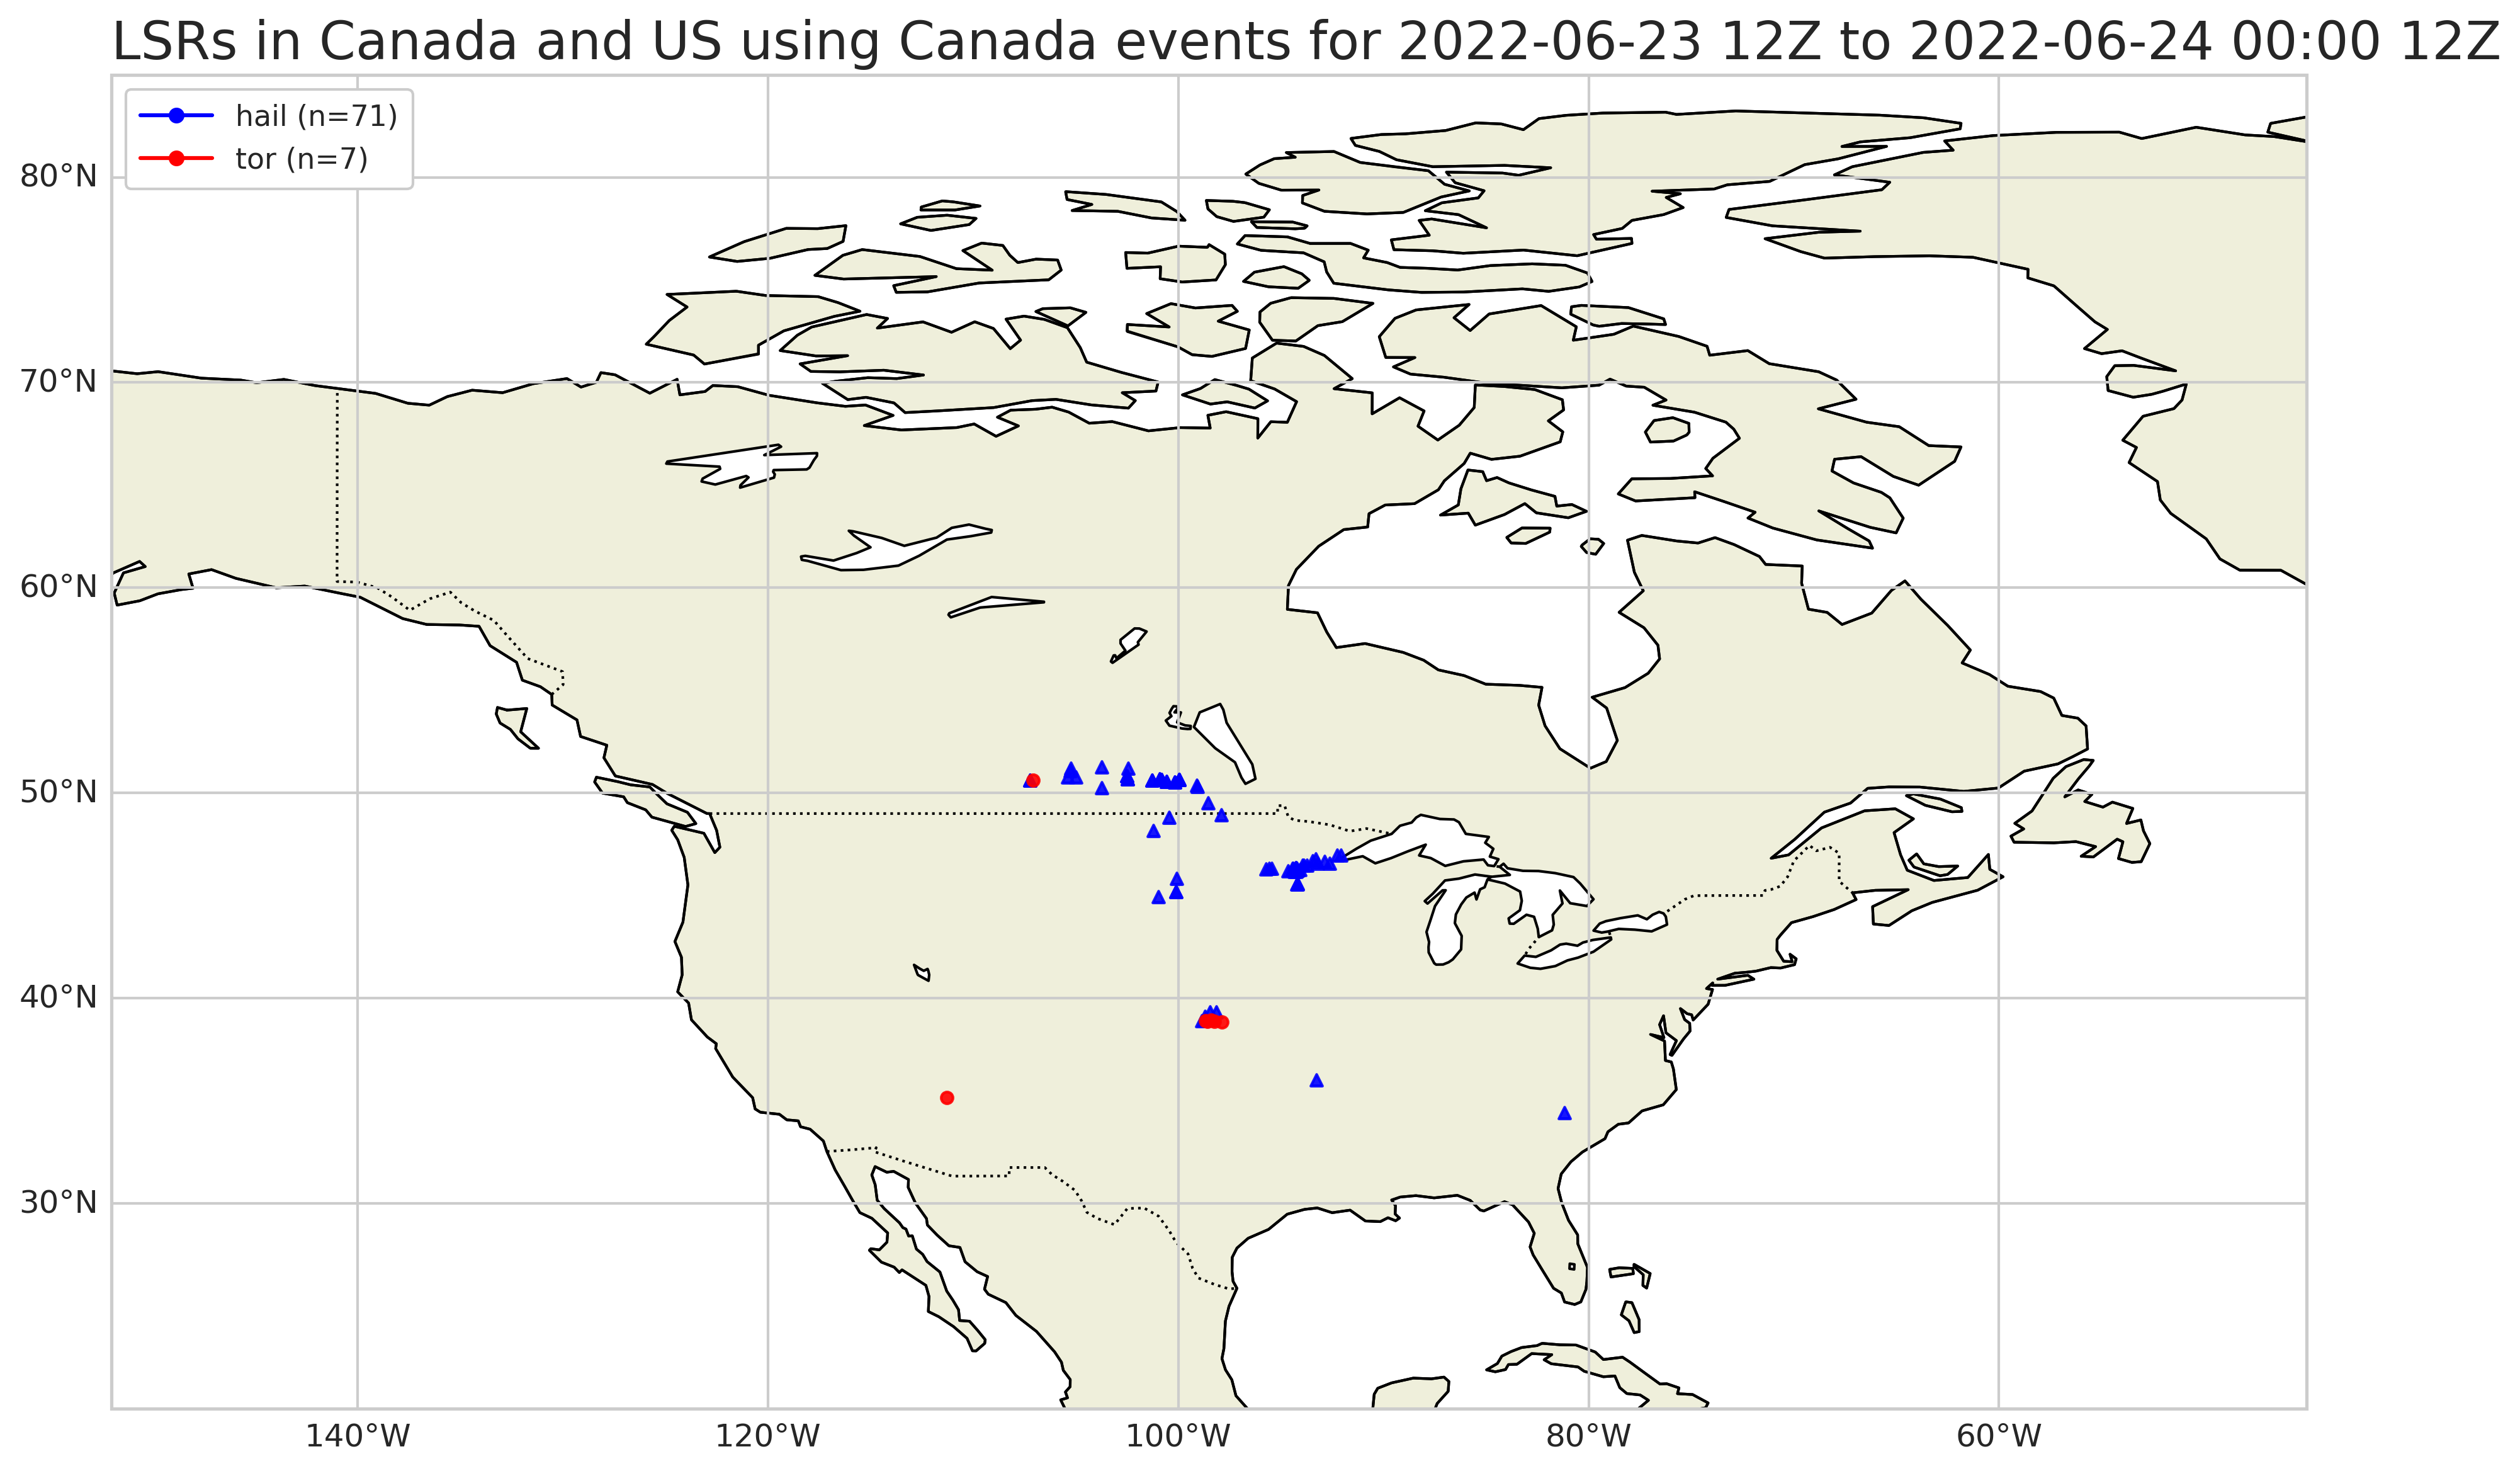 LSRs in Canada and US using Canada events for 2022-06-23 12Z to 2022-06-24 00:00 12Z
hail (n=71)
tor (n=7)
80°N
70°N
60°N
50°N
40°N
30°N
140°W
120°W
100°W
80°W
60°W